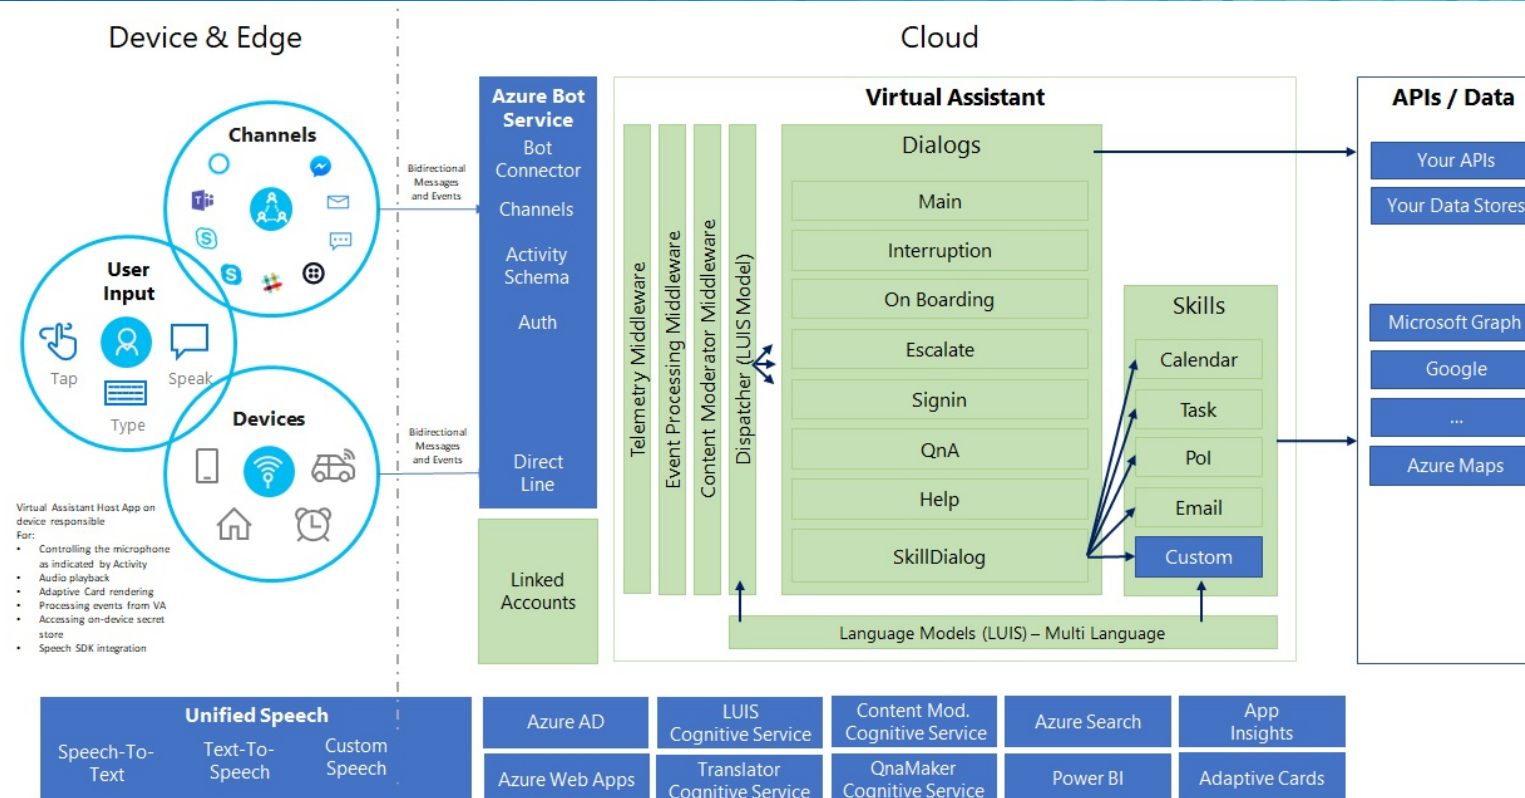 Device & Edge
Cloud
Channels
User
Input
Tap
Speak
Type
Devices
Bidirectional
Messages
and Events
Bidirectional
Messages
and Events
Virtual Assistant Host App on
device responsible
For:
• Controlling the microphone
as indicated by Activity
• Audio playback
• Adaptive Card rendering
• Processing events from VA
• Accessing on-device secret
store
• Speech SDK integration
Azure Bot
Service
Bot
Connector
Channels
Activity
Schema
Auth
Direct
Line
Linked
Accounts
Virtual Assistant
Telemetry Middleware
Event Processing Middleware
Content Moderator Middleware
Dispatcher (LUIS Model)
Dialogs
Main
Interruption
On Boarding
Escalate
Signin
QnA
Help
SkillDialog
Skills
Calendar
Task
PoI
Email
Custom
Language Models (LUIS) – Multi Language
APIs / Data
Your APIs
Your Data Stores
Microsoft Graph
Google
...
Azure Maps
Unified Speech
Speech-To-
Text
Text-To-
Speech
Custom
Speech
Azure AD
LUIS
Cognitive Service
Content Mod.
Cognitive Service
Azure Search
App
Insights
Azure Web Apps
Translator
Cognitive Service
QnaMaker
Cognitive Service
Power BI
Adaptive Cards